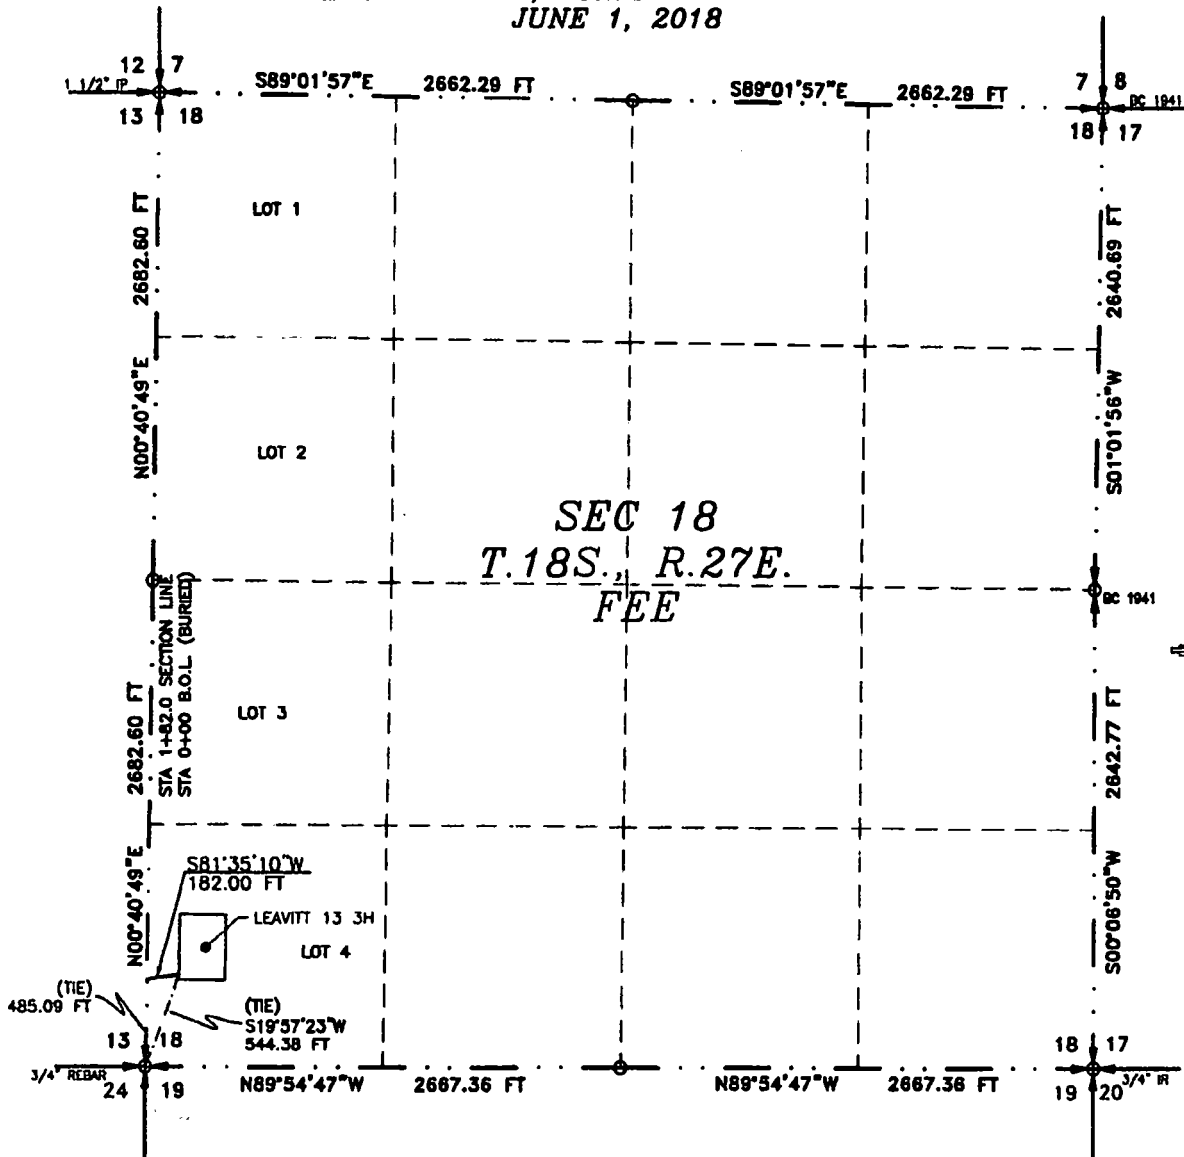 JUNE 1, 2018
12 7
7 8
1 1/2" IP
S89°01'57"E 2662.29 FT
S89°01'57"E 2662.29 FT
BC 1941
13 18
18 17
LOT 1
2682.60 FT
2640.69 FT
N00°40'49"E
S01°01'56"W
LOT 2
SEC 18
T.18S., R.27E.
FEE
BC 1941
STA 1+82.0 SECTION LINE
STA 0+00 B.O.L. (BURIED)
2682.60 FT
LOT 3
2642.77 FT
N00°40'49"E
S00°06'50"W
S81°35'10"W
182.00 FT
LEAVITT 13 3H
LOT 4
(TIE)
485.09 FT
(TIE)
S19°57'23"W
544.38 FT
13 18
18 17
3/4" REBAR
N89°54'47"W 2667.36 FT
N89°54'47"W 2667.36 FT
3/4" IR
24 19
19 20